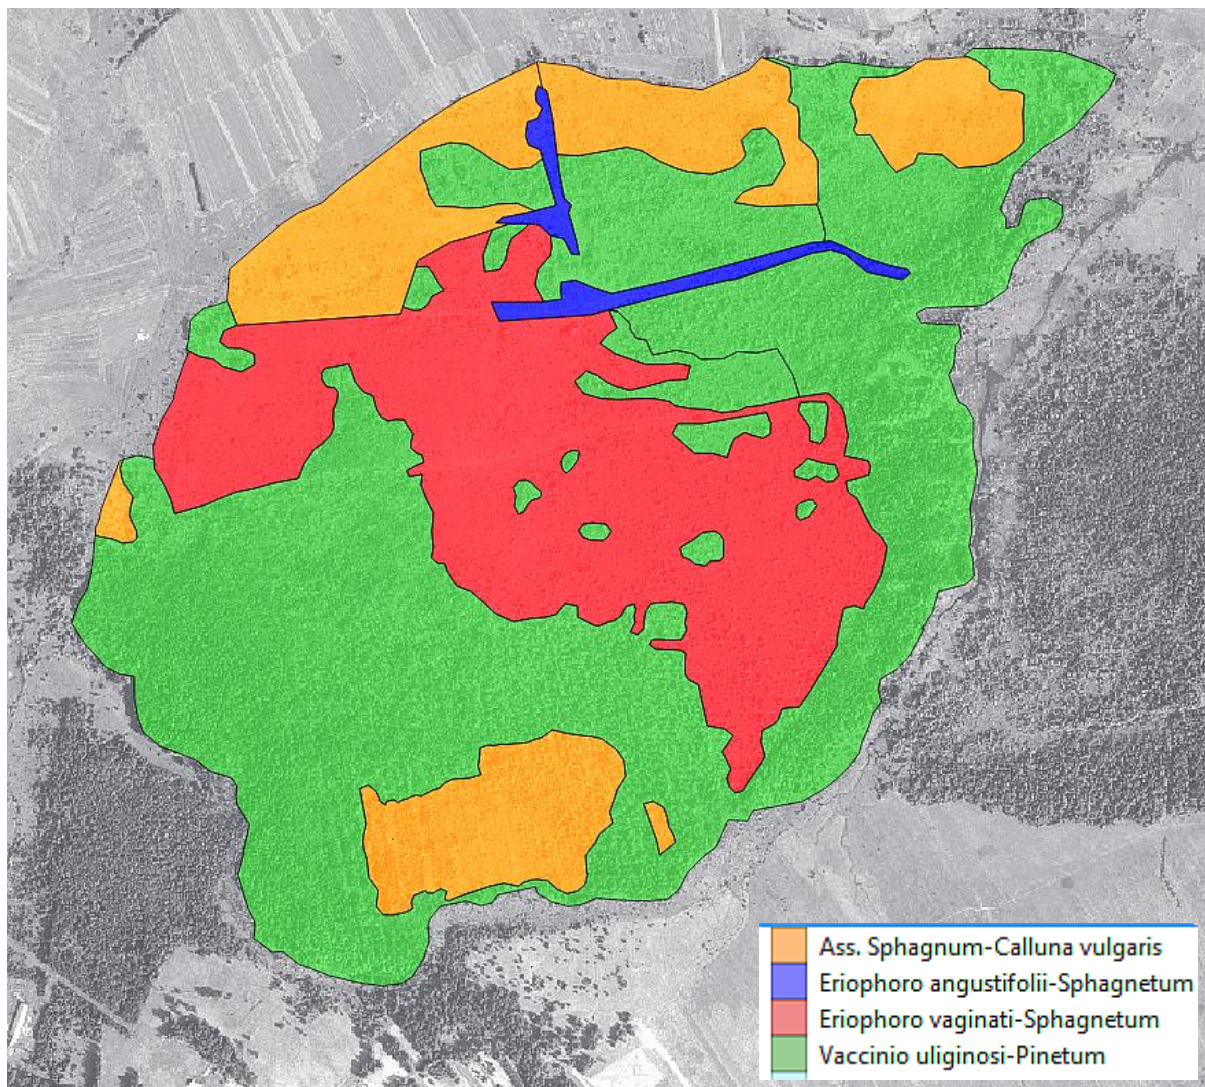 Ass. Sphagnum-Calluna vulgaris
Eriophoro angustifolii-Sphagnetum
Eriophoro vaginati-Sphagnetum
Vaccinio uliginosi-Pinetum